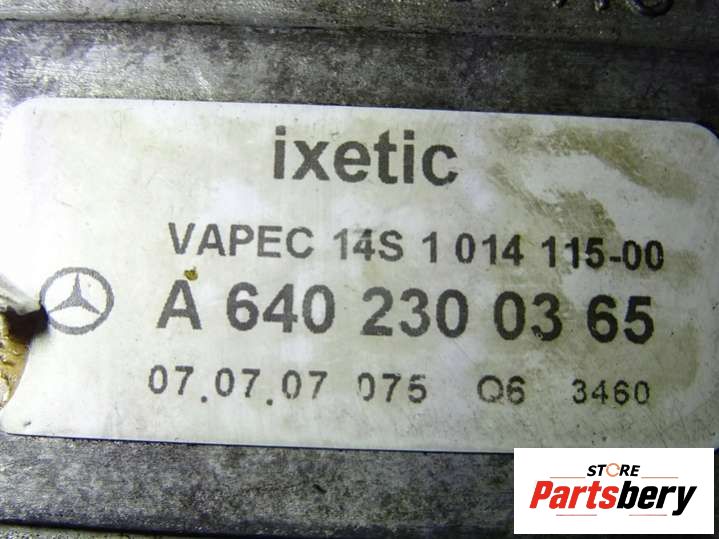 ixetic
VAPEC 14S 1 014 115-00
A 640 230 03 65
07.07.07 075 Q6 3460
STORE
Partsbery